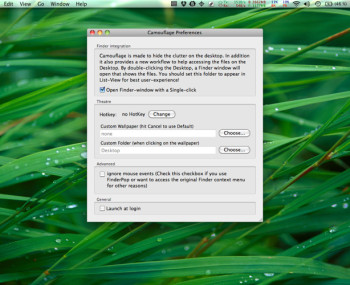 Edit View Go Window Help
Camouflage Preferences
Finder Integration
Camouflage is made to hide the clutter on the desktop. In addition
it also provides a new workflow to help accessing the files on the
Desktop. By double-clicking the Desktop, a Finder window will
open that shows the files. You should set this folder to appear in
List-View for best user-experience!
Open Finder-window with a Single-click
Theatre
Hotkey: no HotKey Change
Custom Wallpaper (hit Cancel to use Default)
none Choose...
Custom Folder (when clicking on the wallpaper)
Desktop Choose...
Advanced
Ignore mouse events (Check this checkbox if you use
FinderPop or want to access the original Finder context menu
for other reasons)
General
Launch at login